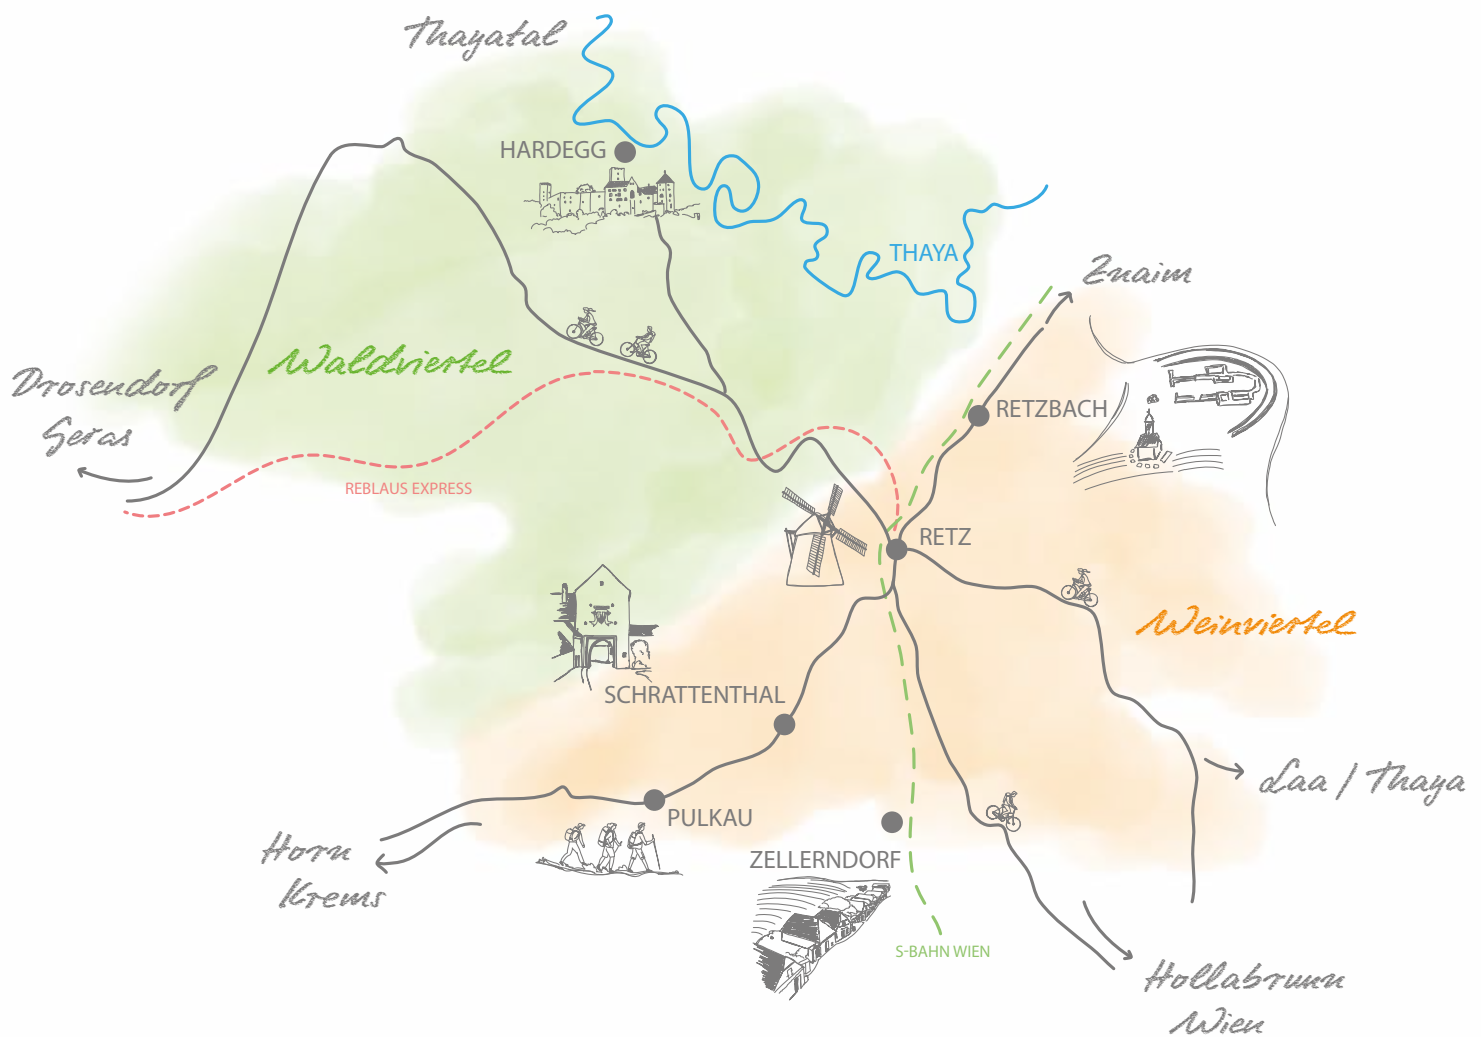 Thayatal
HARDEGG
THAYA
Znaim
Waldviertel
Drosendorf
Geras
RETZBACH
REBLAUS EXPRESS
RETZ
Weinviertel
SCHRATTENTHAL
Laa / Thaya
PULKAU
Horn
Krems
ZELLERNDORF
S-BAHN WIEN
Hollabrunn
Wien